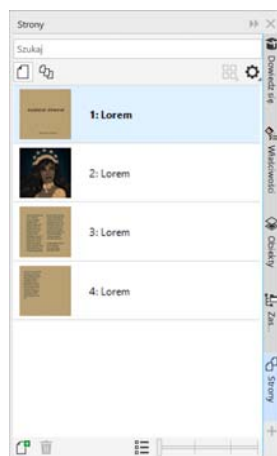 Strony
Szukaj
1: Lorem
2: Lorem
3: Lorem
4: Lorem
Dowiedz się
Właściwości
Obiekty
Zas...
Strony